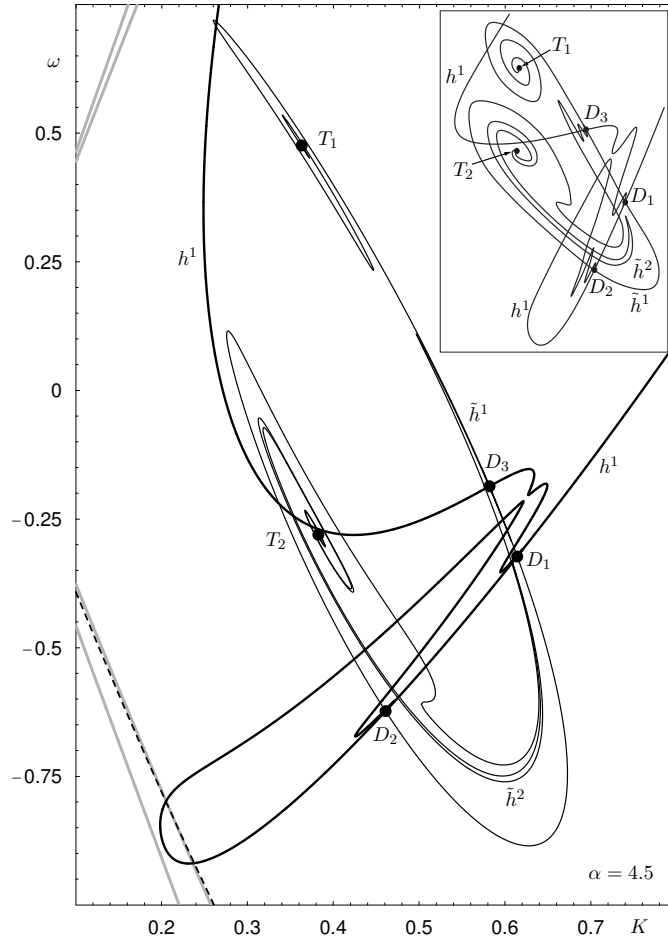 ω
0.5
0.25
0
−0.25
−0.5
−0.75
0.2
0.3
0.4
0.5
0.6
0.7
K
T₁
h¹
h̃¹
D₃
h¹
T₂
D₁
D₂
h̃²
α = 4.5
T₁
h¹
D₃
T₂
D₁
h̃²
D₂
h̃¹
h¹